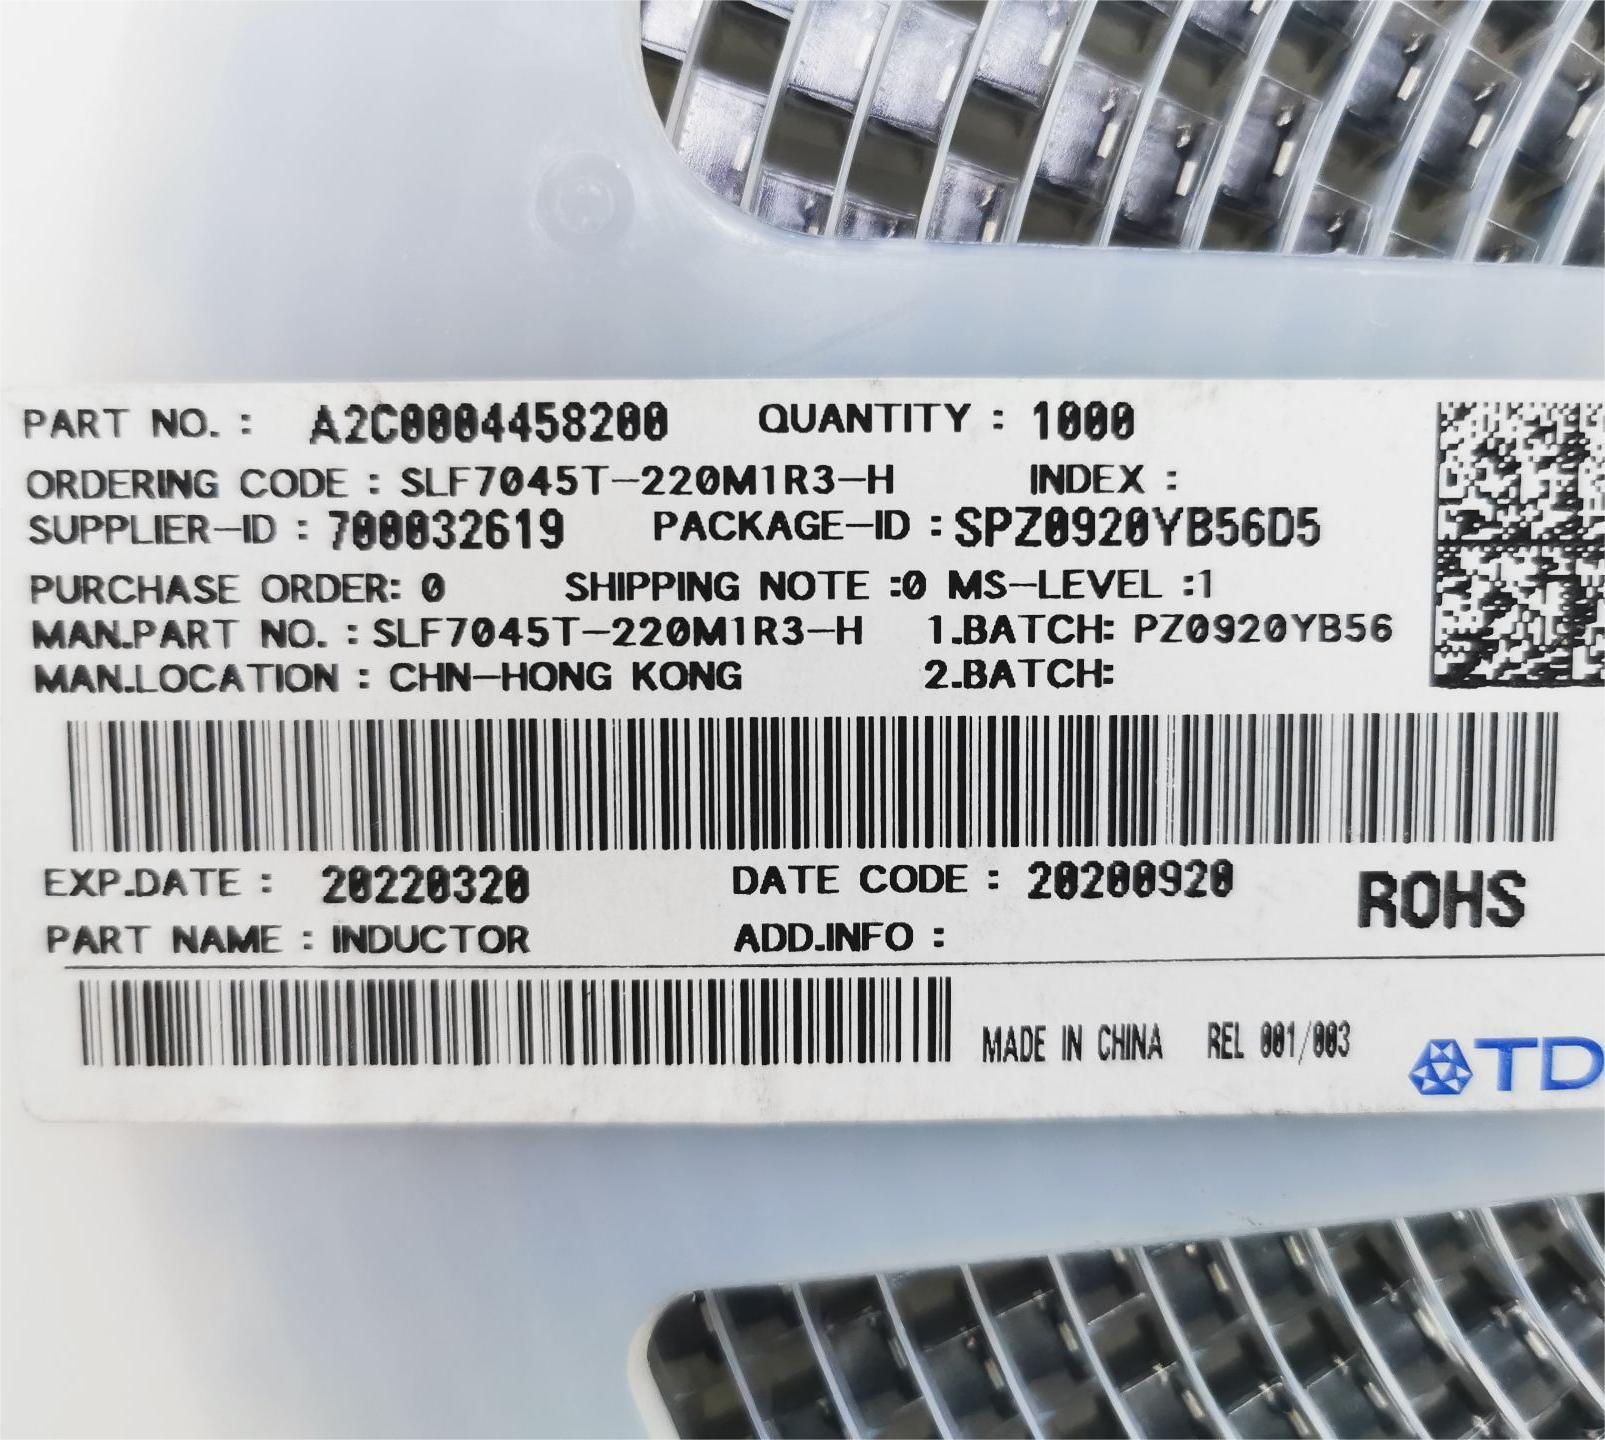 PART NO. : A2C0004458200 QUANTITY : 1000
ORDERING CODE : SLF7045T-220M1R3-H INDEX :
SUPPLIER-ID : 700032619 PACKAGE-ID : SPZ0920YB56D5
PURCHASE ORDER: 0 SHIPPING NOTE :0 MS-LEVEL :1
MAN.PART NO. : SLF7045T-220M1R3-H 1.BATCH: PZ0920YB56
MAN.LOCATION : CHN-HONG KONG 2.BATCH:
EXP.DATE : 20220320 DATE CODE : 20200920 ROHS
PART NAME : INDUCTOR ADD.INFO :
MADE IN CHINA REL 001/003 TD